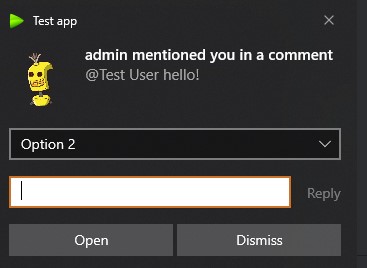 Test app
admin mentioned you in a comment
@Test User hello!
Option 2
Reply
Open
Dismiss